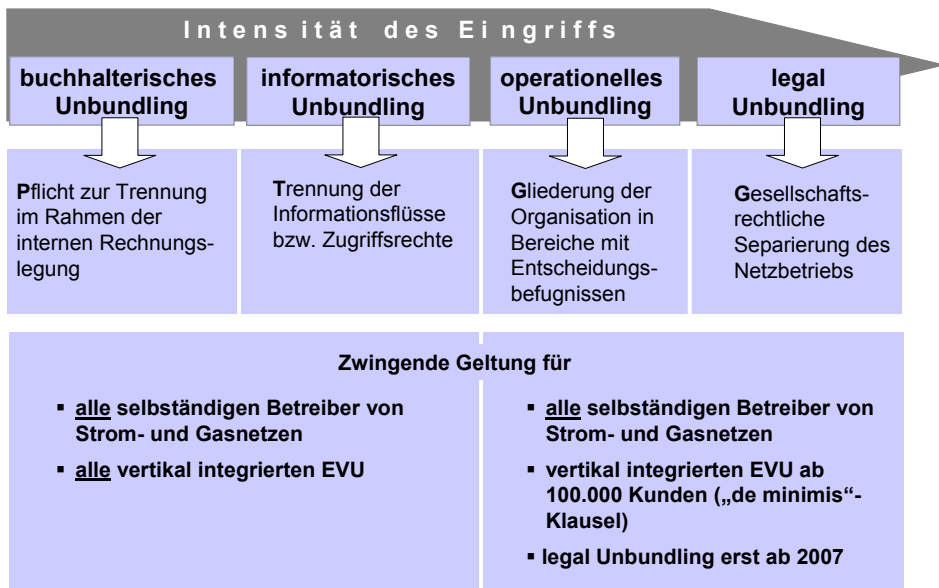 Intensität des Eingriffs
buchhalterisches
Unbundling
informatorisches
Unbundling
operationelles
Unbundling
legal
Unbundling
Pflicht zur Trennung
im Rahmen der
internen Rechnungs-
legung
Trennung der
Informationsflüsse
bzw. Zugriffsrechte
Gliederung der
Organisation in
Bereiche mit
Entscheidungs-
befugnissen
Gesellschafts-
rechtliche
Separierung des
Netzbetriebs
Zwingende Geltung für
▪ alle selbständigen Betreiber von
Strom- und Gasnetzen
▪ alle vertikal integrierten EVU
▪ alle selbständigen Betreiber von
Strom- und Gasnetzen
▪ vertikal integrierten EVU ab
100.000 Kunden („de minimis“-
Klausel)
▪ legal Unbundling erst ab 2007